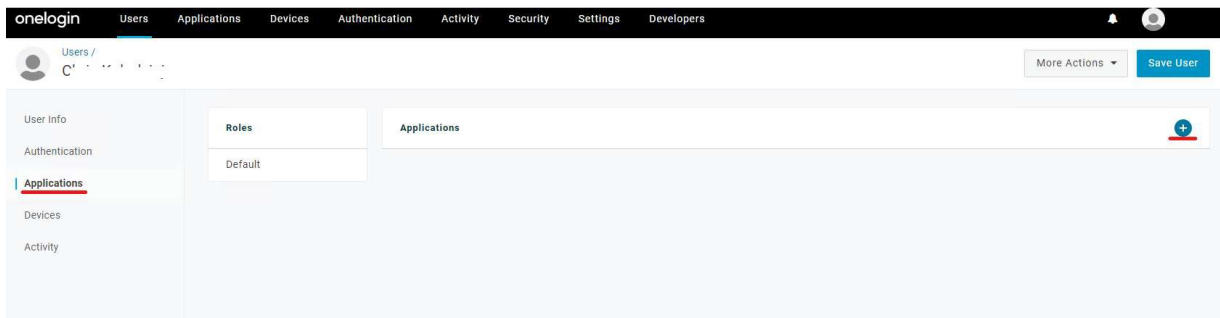 onelogin Users Applications Devices Authentication Activity Security Settings Developers
Users /
More Actions Save User
User Info
Authentication
Applications
Devices
Activity
Roles
Default
Applications